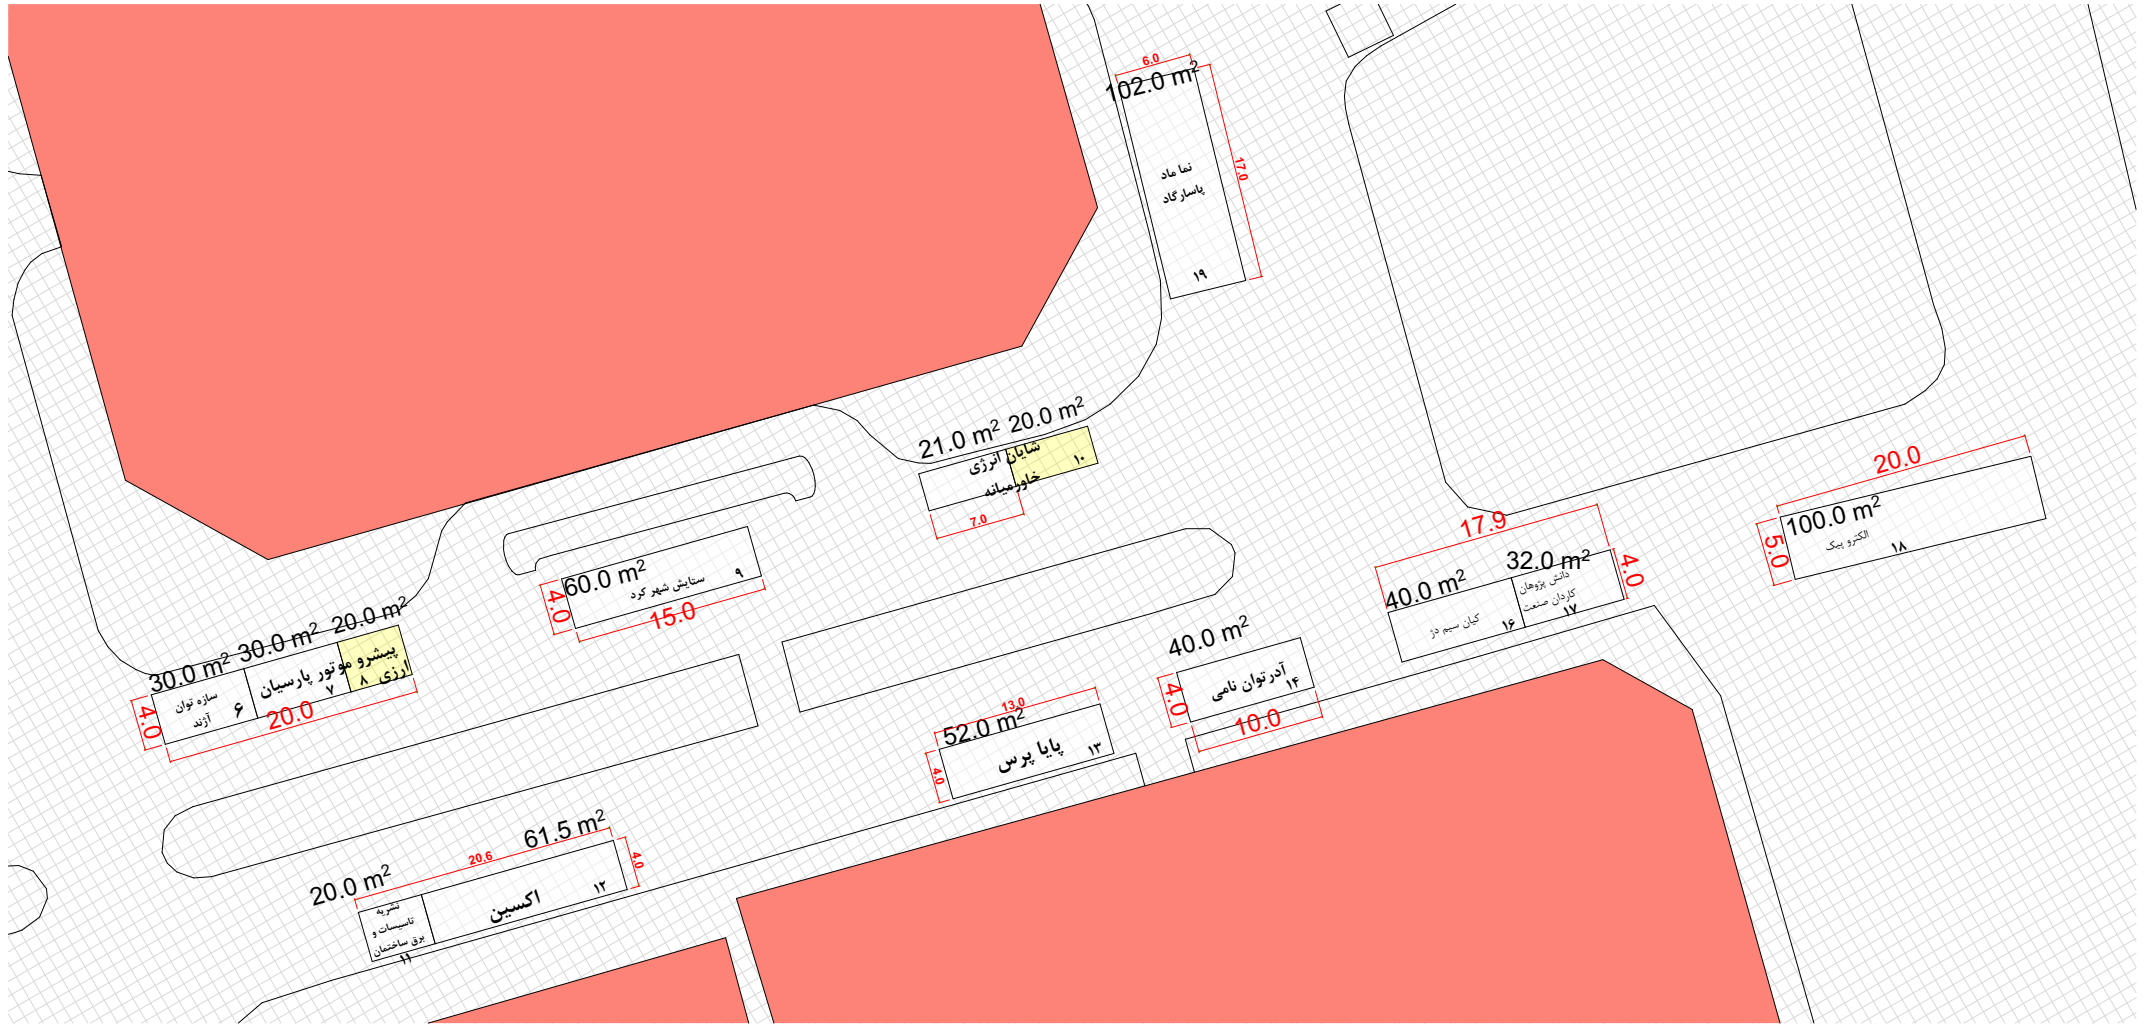 6.0
102.0 m²
17.0
نما ماد
پاسارگاد
۱۹
21.0 m² 20.0 m²
شایان انرژی
خاورمیانه
۱۰
7.0
20.0
100.0 m²
5.0
الکترو پیک
۱۸
17.9
40.0 m²
32.0 m²
4.0
دانش پژوهان
کاردان صنعت
۱۷
کیان سیم دژ
۱۶
60.0 m²
4.0
ستایش شهر کرد
۹
15.0
30.0 m² 30.0 m² 20.0 m²
4.0
سازه توان
آژند
۶
موتور پارسیان
۷
پیشرو
ارزی
۸
20.0
40.0 m²
4.0
آدرتوان نامی
۱۴
10.0
13.0
52.0 m²
4.0
پایا پرس
۱۳
61.5 m²
20.6
4.0
20.0 m²
اکسین
۱۲
نشریه
تاسیسات و
برق ساختمان
۱۱